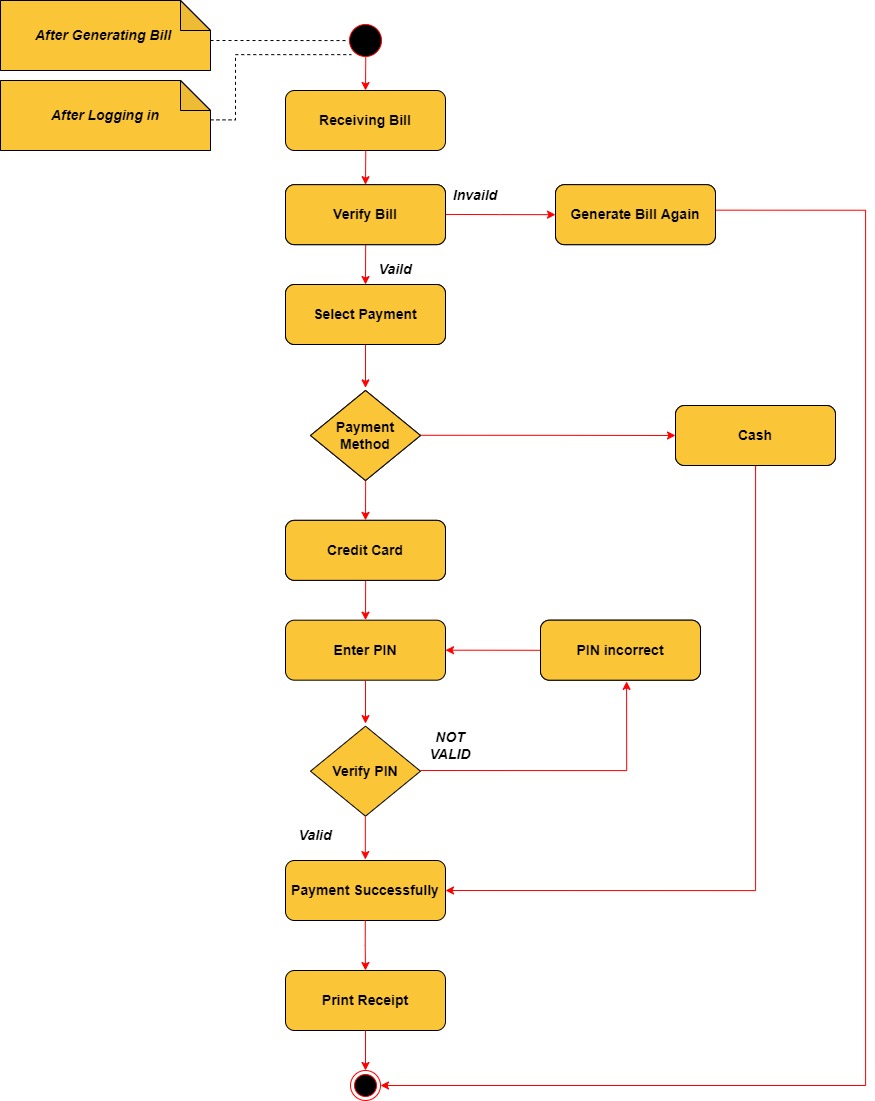 After Generating Bill
After Logging in
Receiving Bill
Verify Bill
Invaild
Generate Bill Again
Vaild
Select Payment
Payment
Method
Cash
Credit Card
Enter PIN
PIN incorrect
NOT
VALID
Verify PIN
Valid
Payment Successfully
Print Receipt